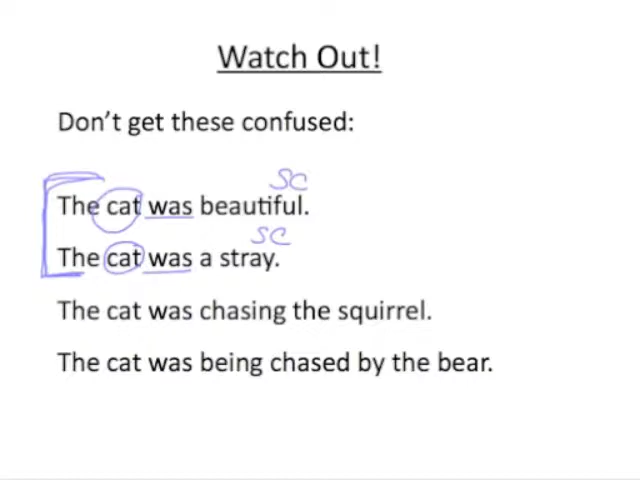 Watch Out!
Don't get these confused:
SC
The cat was beautiful.
SC
The cat was a stray.
The cat was chasing the squirrel.
The cat was being chased by the bear.